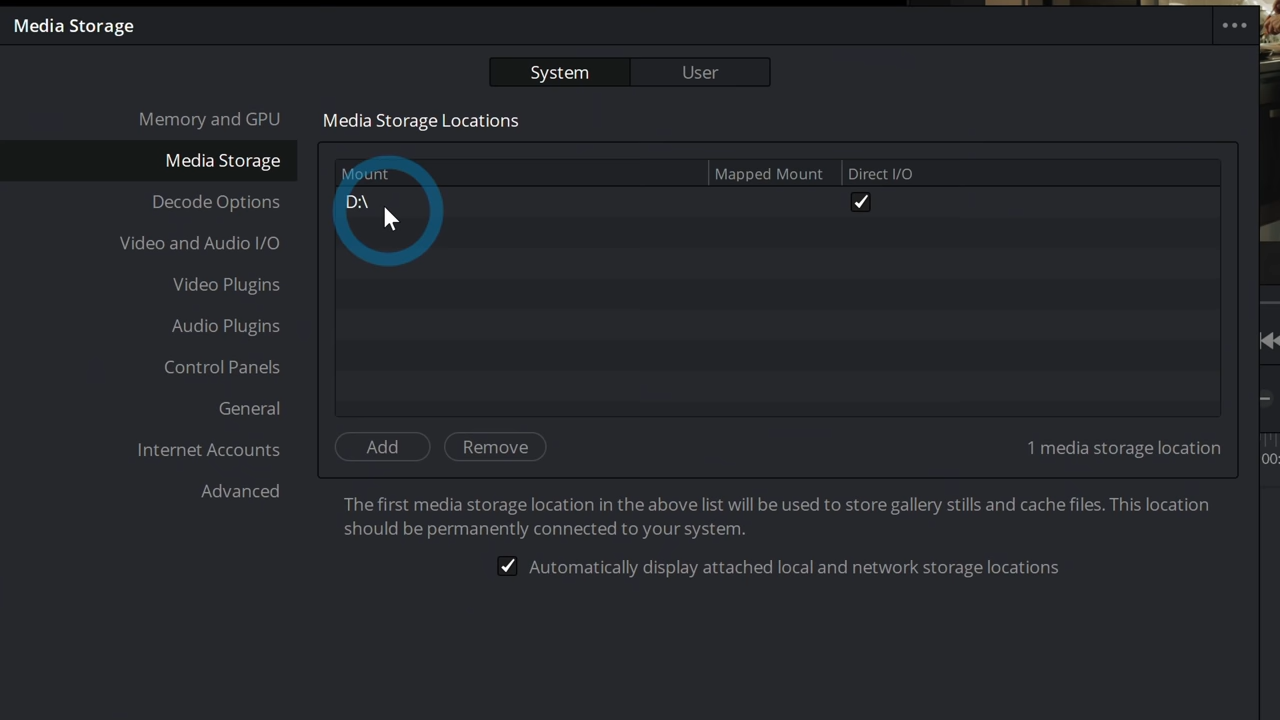 Media Storage
System
User
Memory and GPU
Media Storage
Decode Options
Video and Audio I/O
Video Plugins
Audio Plugins
Control Panels
General
Internet Accounts
Advanced
Media Storage Locations
Mount
Mapped Mount
Direct I/O
D:\
Add
Remove
1 media storage location
The first media storage location in the above list will be used to store gallery stills and cache files. This location
should be permanently connected to your system.
Automatically display attached local and network storage locations
00: